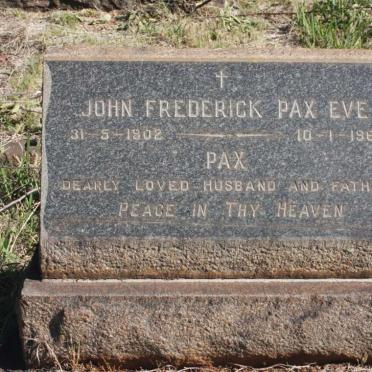 JOHN FREDERICK PAX EVE
31-5-1902 10-1-196
PAX
DEARLY LOVED HUSBAND AND FATH
PEACE IN THY HEAVEN